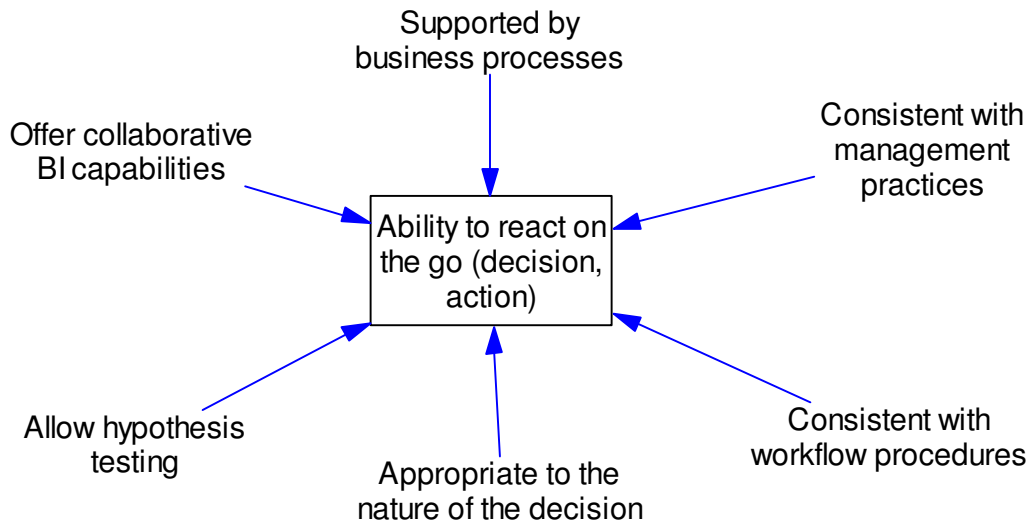 Supported by
business processes
Offer collaborative
BI capabilities
Consistent with
management
practices
Ability to react on
the go (decision,
action)
Allow hypothesis
testing
Appropriate to the
nature of the decision
Consistent with
workflow procedures